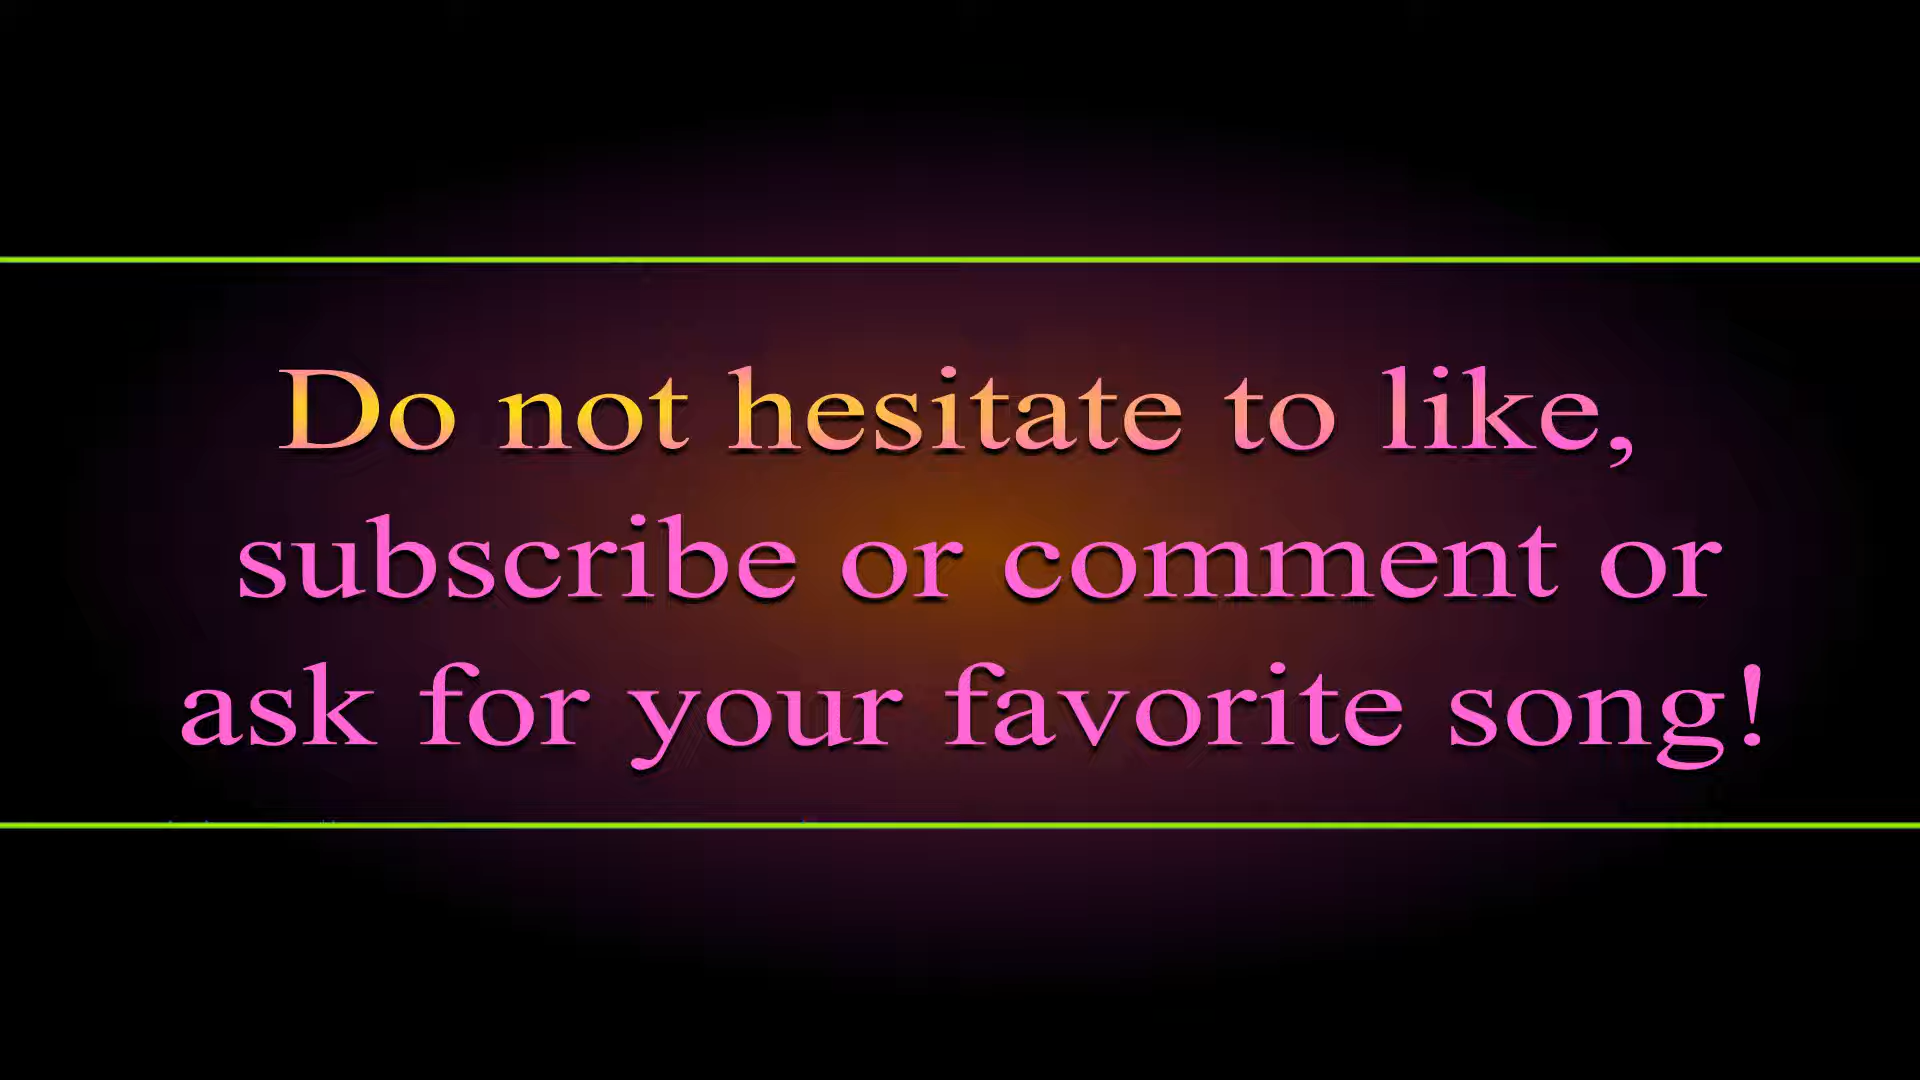 Do not hesitate to like,
subscribe or comment or
ask for your favorite song!